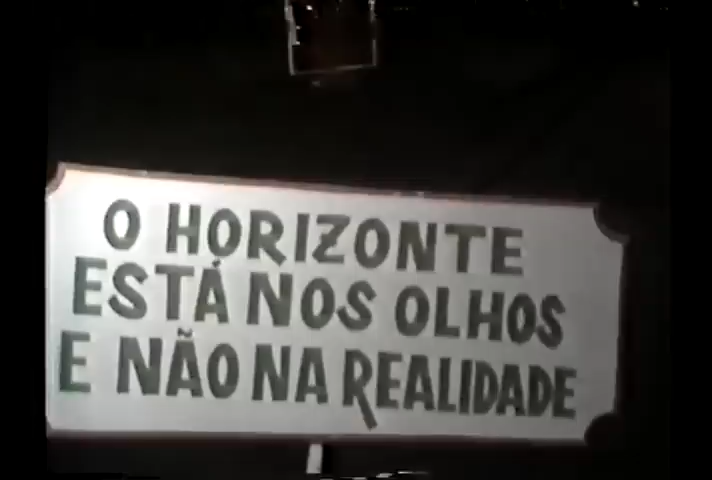 O HORIZONTE
ESTÁ NOS OLHOS
E NÃO NA REALIDADE